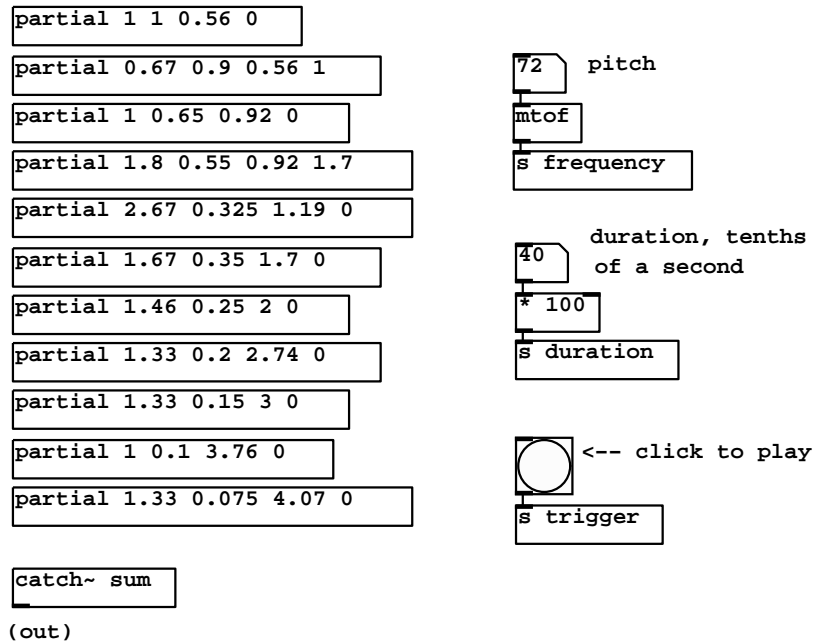 partial 1 1 0.56 0
partial 0.67 0.9 0.56 1
partial 1 0.65 0.92 0
partial 1.8 0.55 0.92 1.7
partial 2.67 0.325 1.19 0
partial 1.67 0.35 1.7 0
partial 1.46 0.25 2 0
partial 1.33 0.2 2.74 0
partial 1.33 0.15 3 0
partial 1 0.1 3.76 0
partial 1.33 0.075 4.07 0
catch~ sum
(out)
72 pitch
mtof
s frequency
duration, tenths
40 of a second
* 100
s duration
<-- click to play
s trigger